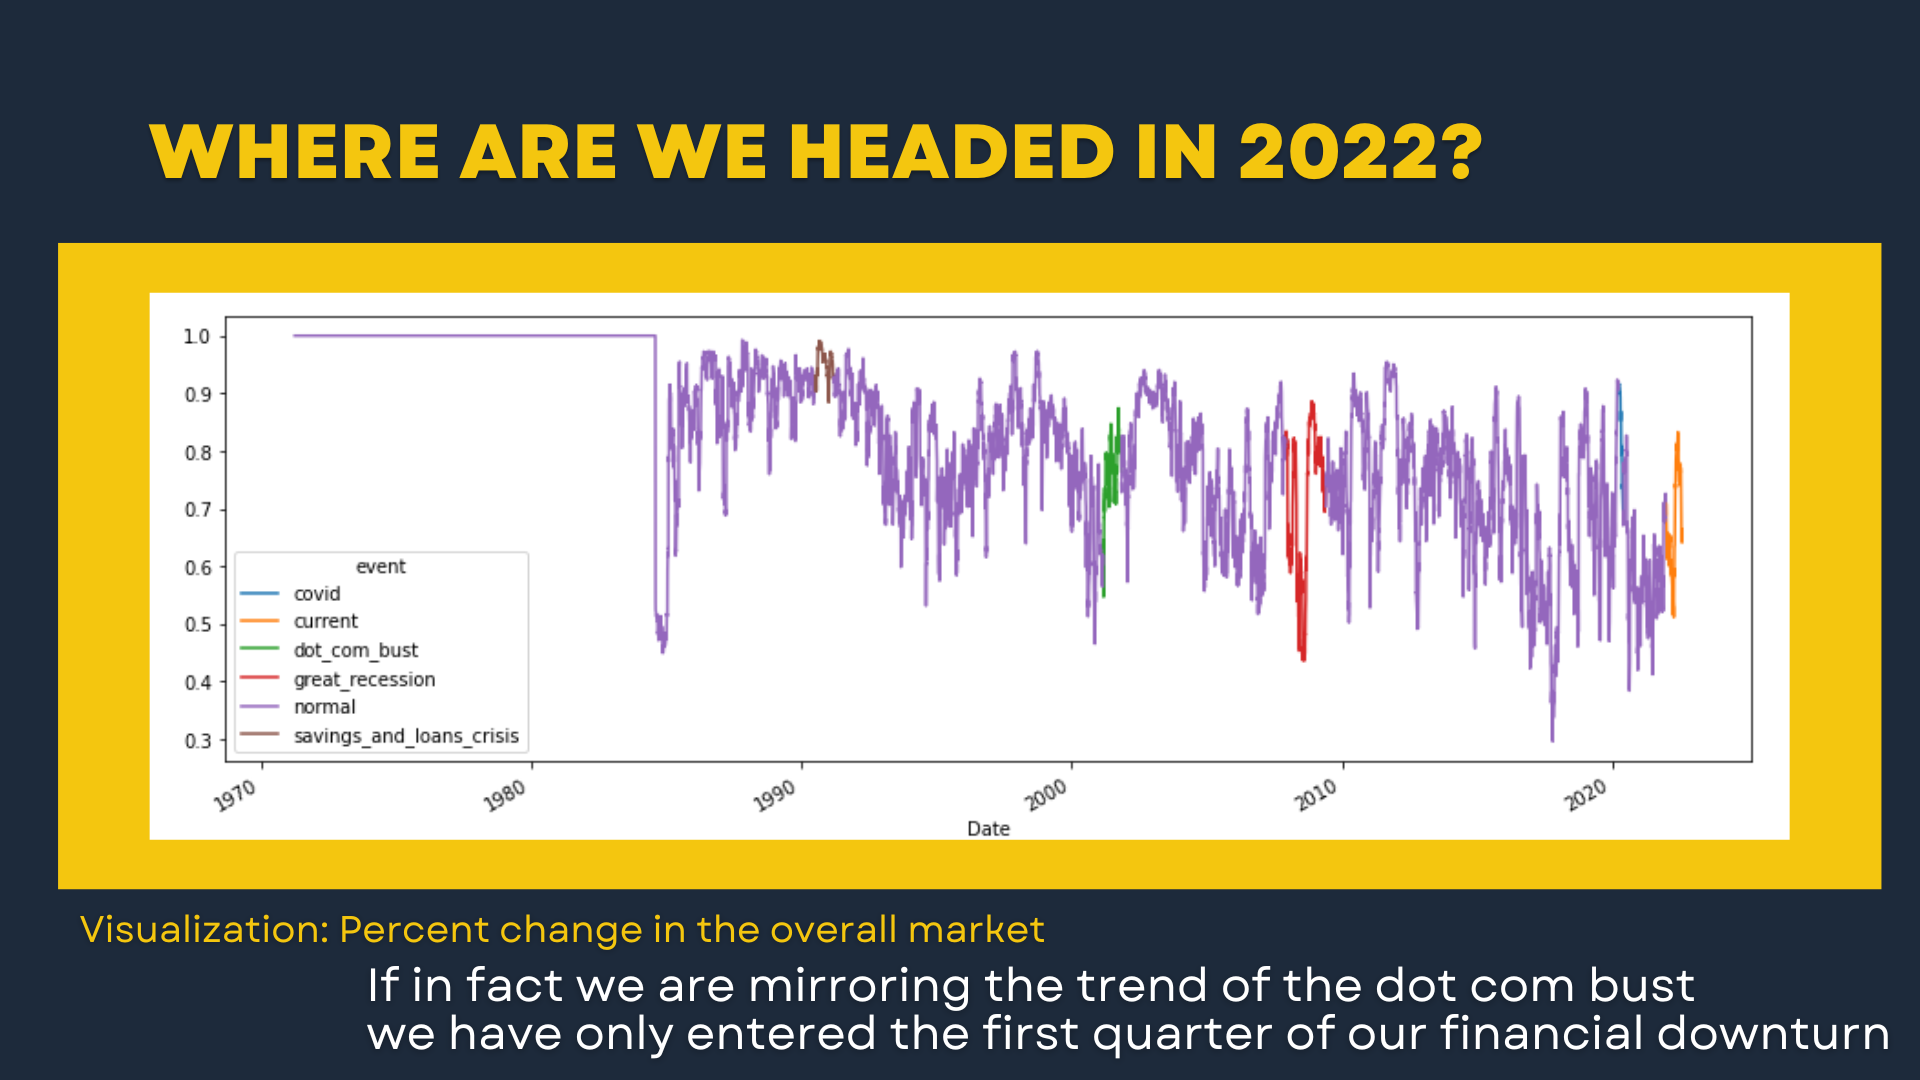 WHERE ARE WE HEADED IN 2022?
1.0
0.9
0.8
0.7
0.6
0.5
0.4
0.3
event
covid
current
dot_com_bust
great_recession
normal
savings_and_loans_crisis
1970
1980
1990
2000
2010
2020
Date
Visualization: Percent change in the overall market
If in fact we are mirroring the trend of the dot com bust
we have only entered the first quarter of our financial downturn